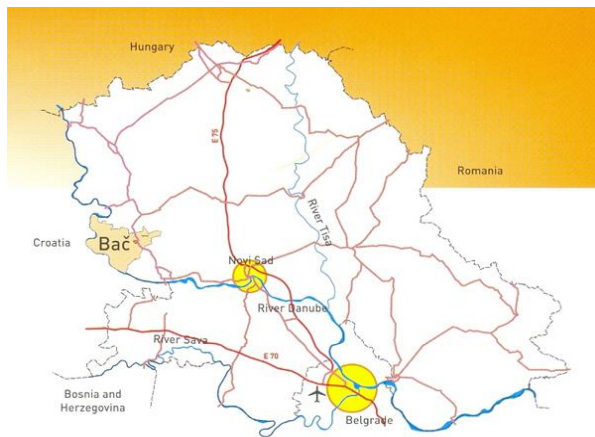 Hungary
E 75
Romania
River Tisa
Croatia
Bač
Novi Sad
River Danube
River Sava
E 70
Bosnia and
Herzegovina
Belgrade